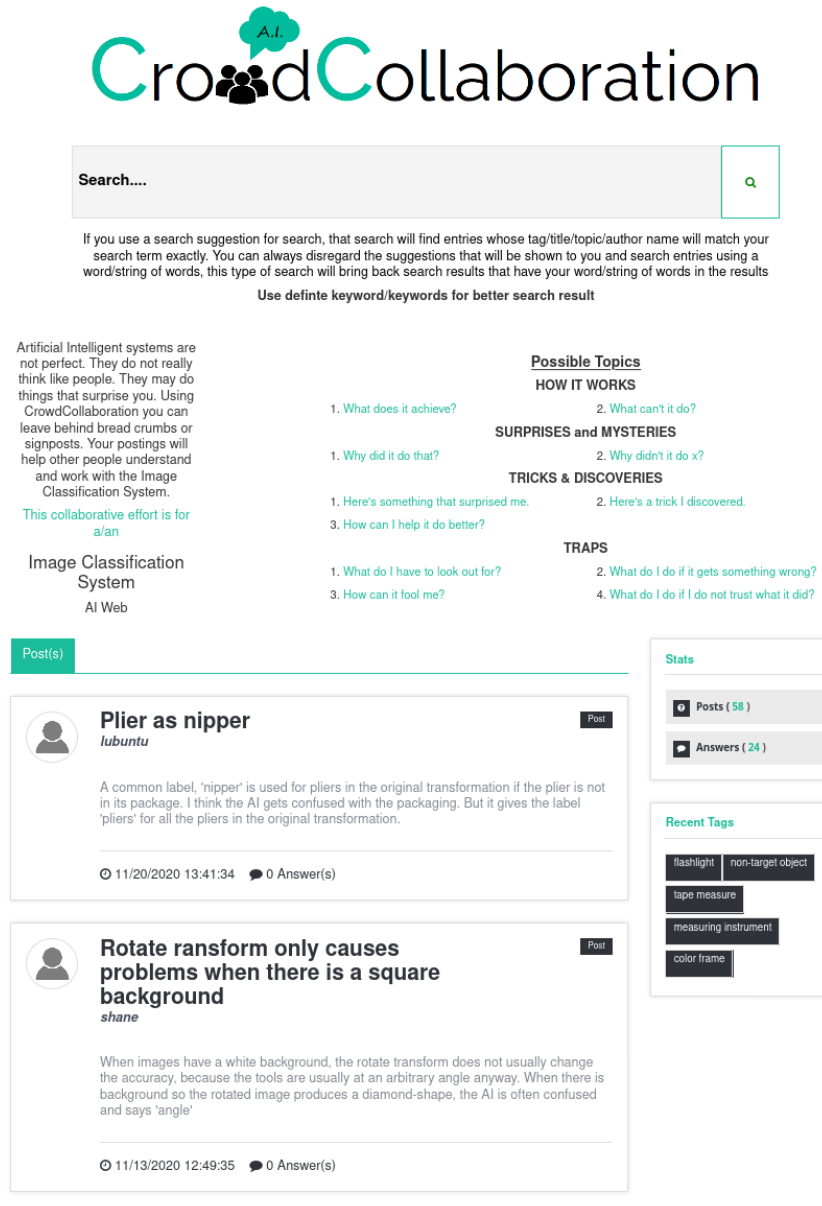 A.I.
CrowdCollaboration
Search....
If you use a search suggestion for search, that search will find entries whose tag/title/topic/author name will match your
search term exactly. You can always disregard the suggestions that will be shown to you and search entries using a
word/string of words, this type of search will bring back search results that have your word/string of words in the results
Use definte keyword/keywords for better search result
Artificial Intelligent systems are
not perfect. They do not really
think like people. They may do
things that surprise you. Using
CrowdCollaboration you can
leave behind bread crumbs or
signposts. Your postings will
help other people understand
and work with the Image
Classification System.
This collaborative effort is for
a/an
Image Classification
System
AI Web
Possible Topics
HOW IT WORKS
1. What does it achieve? 2. What can't it do?
SURPRISES and MYSTERIES
1. Why did it do that? 2. Why didn't it do x?
TRICKS & DISCOVERIES
1. Here's something that surprised me. 2. Here's a trick I discovered.
3. How can I help it do better?
TRAPS
1. What do I have to look out for? 2. What do I do if it gets something wrong?
3. How can it fool me? 4. What do I do if I do not trust what it did?
Post(s)
Plier as nipper
Post
lubuntu
A common label, 'nipper' is used for pliers in the original transformation if the plier is not
in its package. I think the AI gets confused with the packaging. But it gives the label
'pliers' for all the pliers in the original transformation.
11/20/2020 13:41:34 0 Answer(s)
Rotate ransform only causes
problems when there is a square
background
Post
shane
When images have a white background, the rotate transform does not usually change
the accuracy, because the tools are usually at an arbitrary angle anyway. When there is
background so the rotated image produces a diamond-shape, the AI is often confused
and says 'angle'
11/13/2020 12:49:35 0 Answer(s)
Stats
Posts ( 58 )
Answers ( 24 )
Recent Tags
flashlight non-target object
tape measure
measuring instrument
color frame